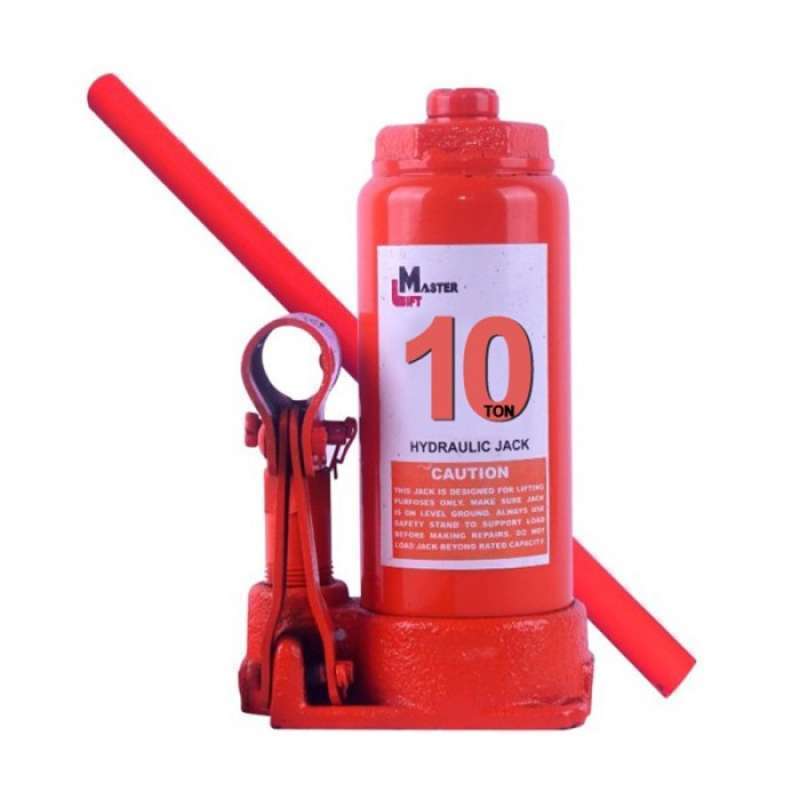 MASTER
LIFT
10
TON
HYDRAULIC JACK
CAUTION
THIS JACK IS DESIGNED FOR LIFTING
PURPOSES ONLY. MAKE SURE JACK
IS ON LEVEL GROUND. ALWAYS USE
SAFETY STAND TO SUPPORT LOAD
BEFORE MAKING REPAIRS. DO NOT
LOAD JACK BEYOND RATED CAPACITY